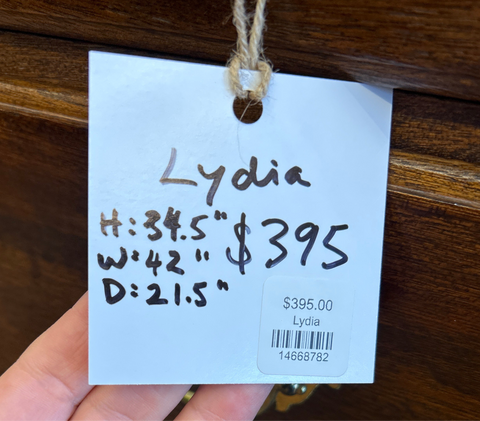 Lydia
H: 34.5"
$395
W: 42"
D: 21.5"
$395.00
Lydia
14668782